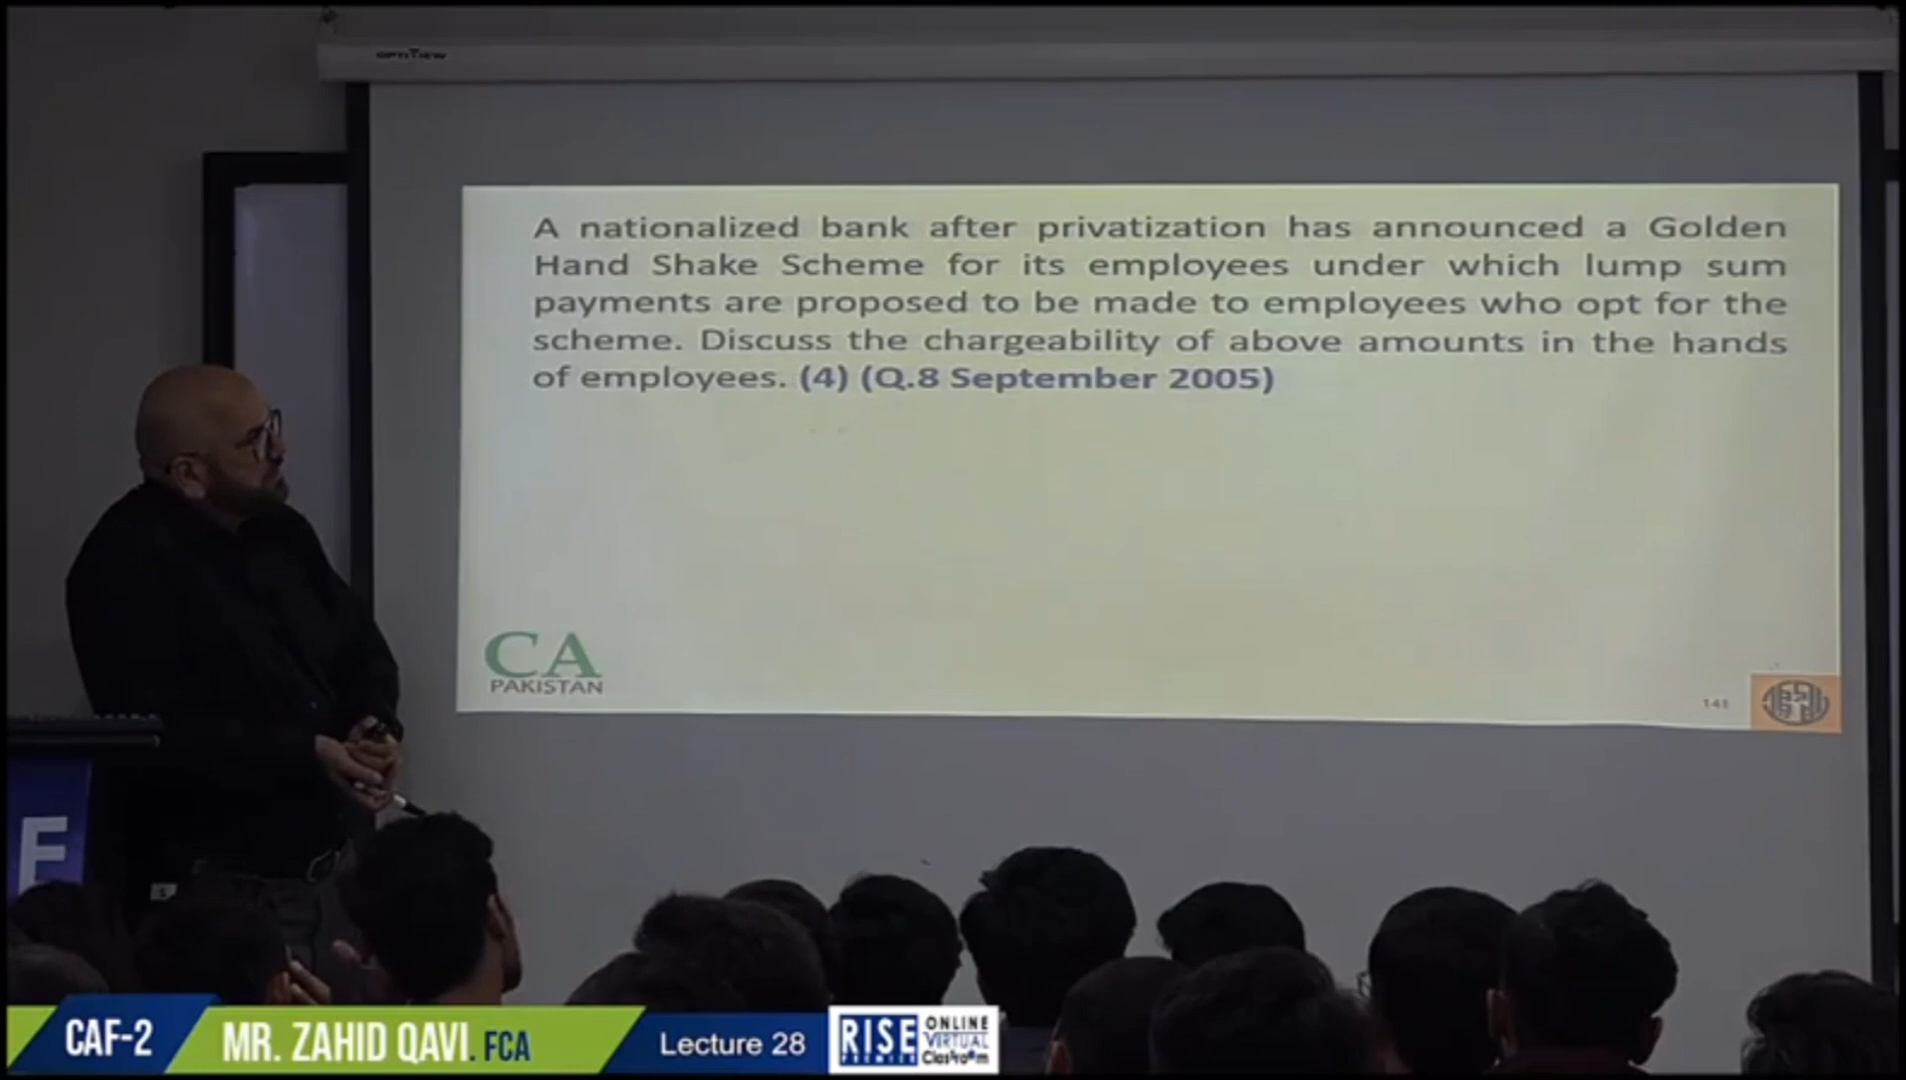 OPTIVIEW
A nationalized bank after privatization has announced a Golden
Hand Shake Scheme for its employees under which lump sum
payments are proposed to be made to employees who opt for the
scheme. Discuss the chargeability of above amounts in the hands
of employees. (4) (Q.8 September 2005)
CA
PAKISTAN
141
F
CAF-2
MR. ZAHID QAVI. FCA
Lecture 28
RISE
PREMIER
ONLINE
VIRTUAL
Classroom